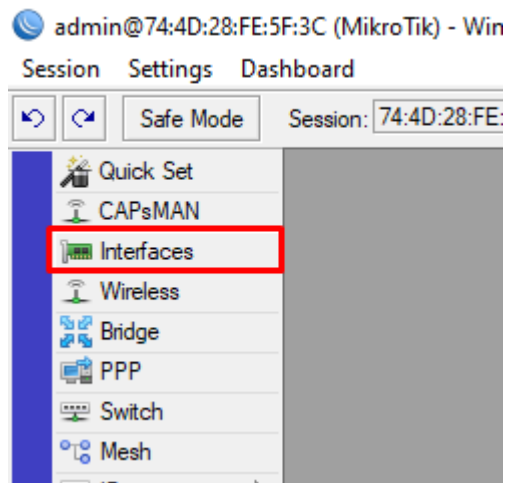 admin@74:4D:28:FE:5F:3C (MikroTik) - Win
Session Settings Dashboard
Safe Mode Session: 74:4D:28:FE:
Quick Set
CAPsMAN
Interfaces
Wireless
Bridge
PPP
Switch
Mesh